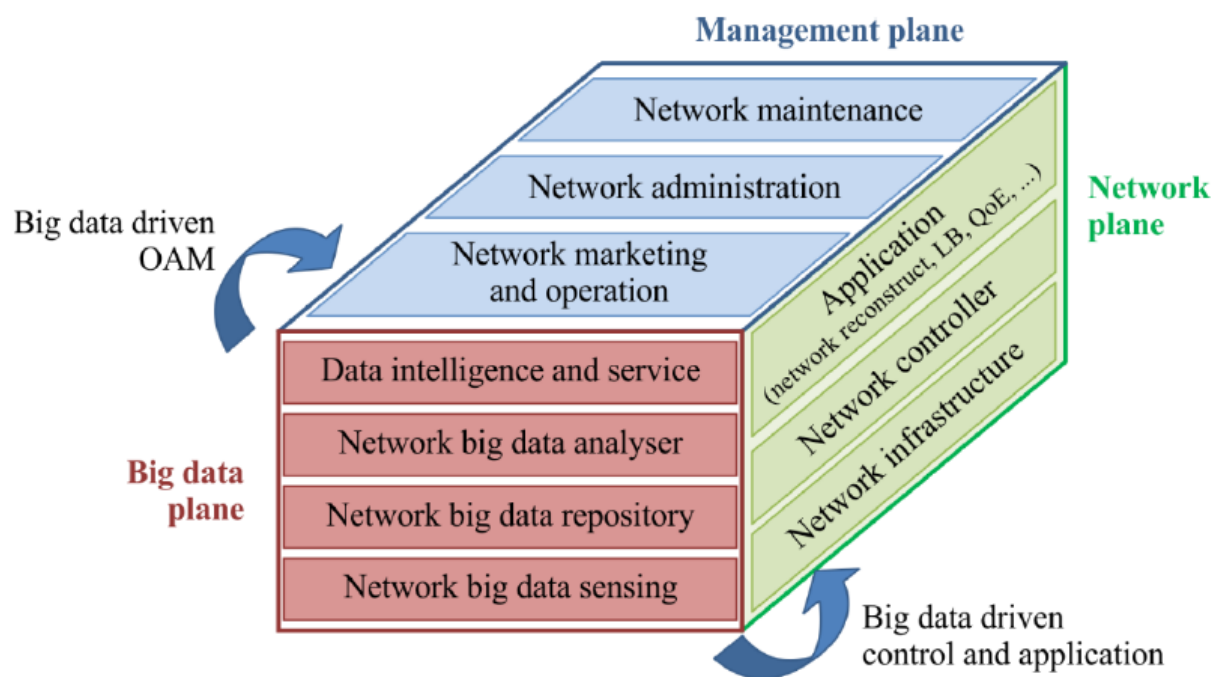 Management plane
Network maintenance
Network administration
Network marketing
and operation
Big data driven
OAM
Data intelligence and service
Network big data analyser
Network big data repository
Network big data sensing
Big data
plane
Application
(network reconstruct, LB, QoE, ...)
Network controller
Network infrastructure
Network
plane
Big data driven
control and application